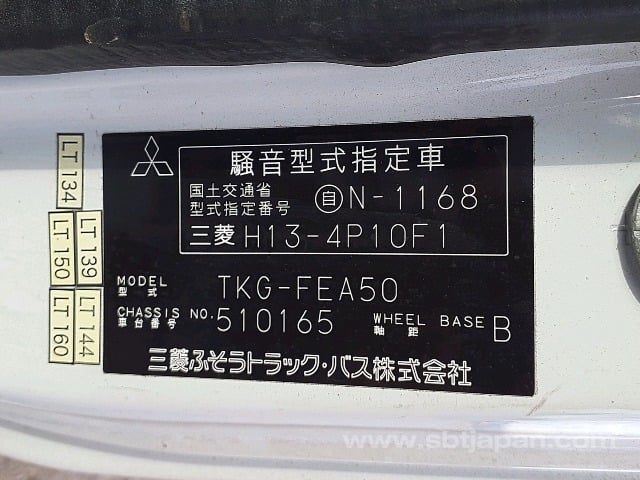 騒音型式指定車
国土交通省
型式指定番号 自N-1168
三菱 H13-4P10F1
MODEL
型式 TKG-FEA50
CHASSIS NO.
車台番号 510165 WHEEL BASE
軸距 B
三菱ふそうトラック・バス株式会社
LT 134
LT 139
LT 150
LT 144
LT 160
www.sbtjapan.com